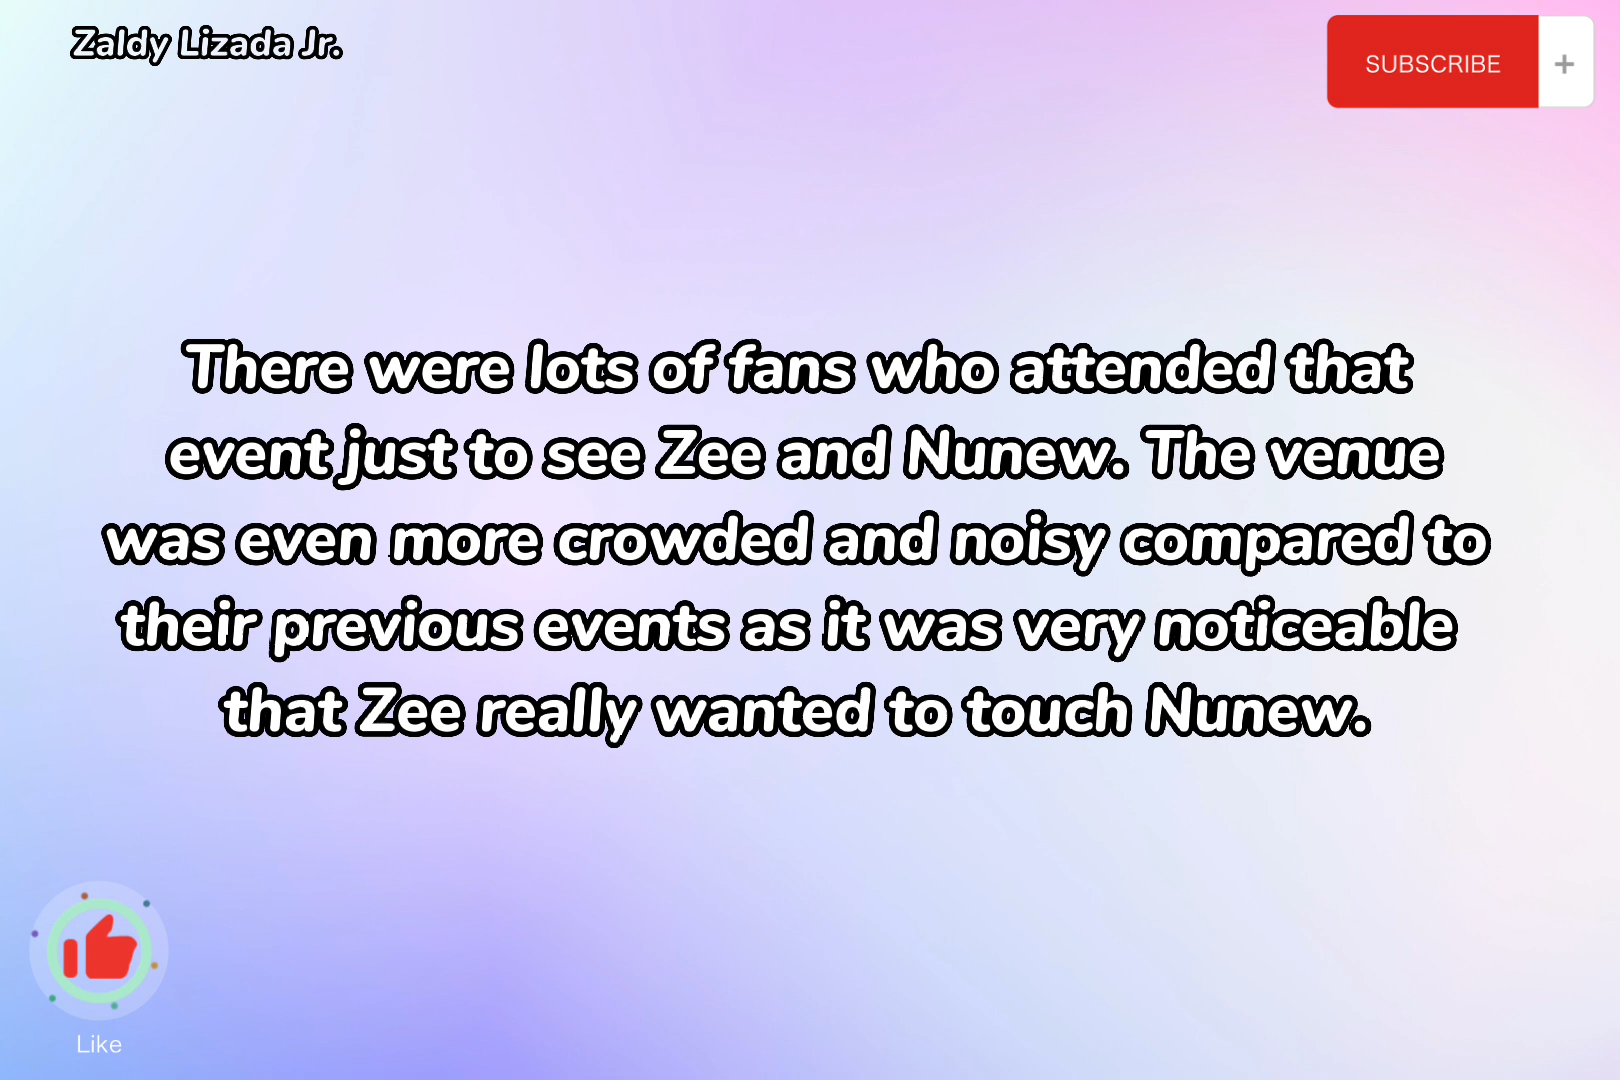 Zaldy Lizada Jr.
SUBSCRIBE +
There were lots of fans who attended that
event just to see Zee and Nunew. The venue
was even more crowded and noisy compared to
their previous events as it was very noticeable
that Zee really wanted to touch Nunew.
Like